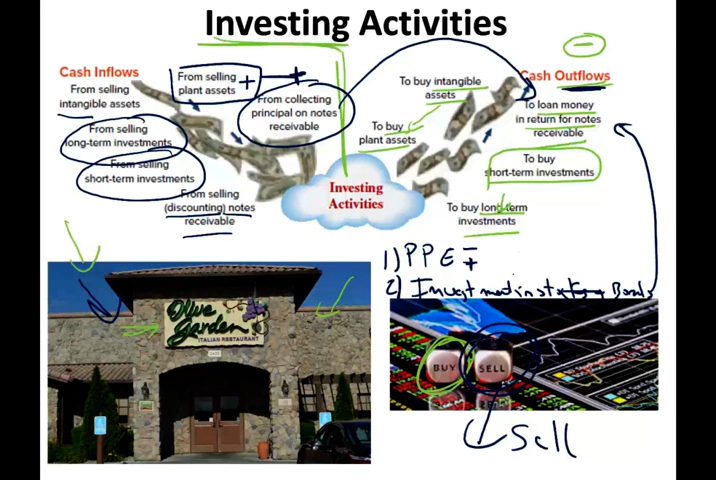 Investing Activities
Cash Inflows
From selling
intangible assets
From selling
plant assets
+
+
From collecting
principal on notes
receivable
From selling
long-term investments
From selling
short-term investments
From selling
(discounting) notes
receivable
Investing
Activities
To buy intangible
assets
To buy
plant assets
−
Cash Outflows
To loan money
in return for notes
receivable
To buy
short-term investments
To buy long-term
investments
1) PPE
2)
Olive
Garden
ITALIAN RESTAURANT
BUY
SELL
Sell